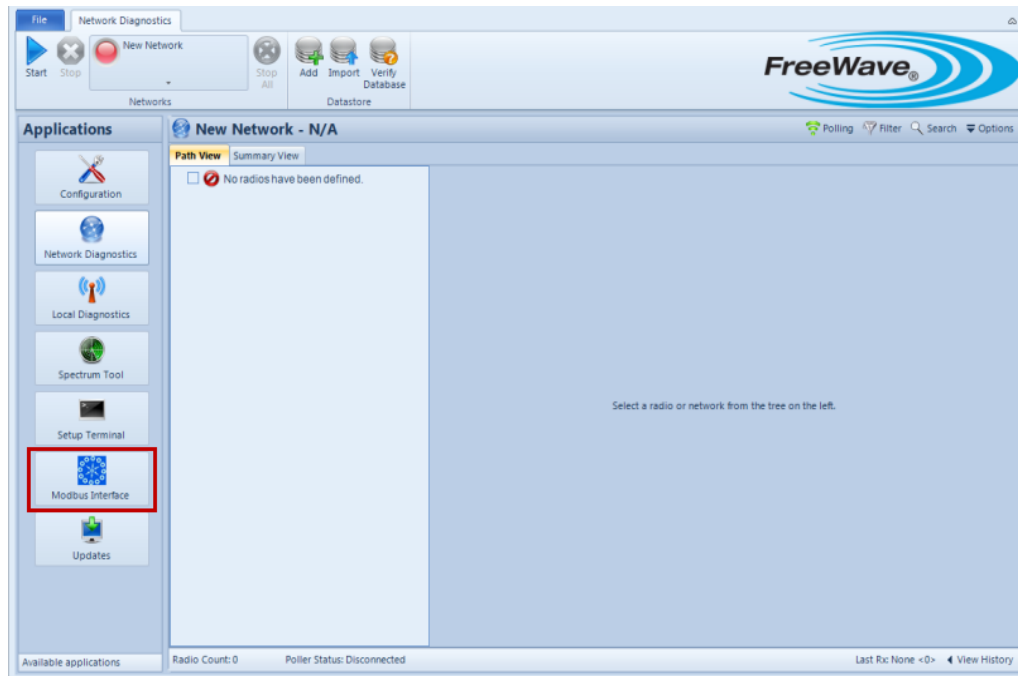 File Network Diagnostics
New Network
Start Stop
Stop All
Add Import Verify Database
Networks
Datastore
FreeWave®
Applications
New Network - N/A
Polling Filter Search Options
Path View Summary View
No radios have been defined.
Configuration
Network Diagnostics
Local Diagnostics
Spectrum Tool
Setup Terminal
Modbus Interface
Updates
Select a radio or network from the tree on the left.
Available applications
Radio Count: 0 Poller Status: Disconnected
Last Rx: None <0> View History